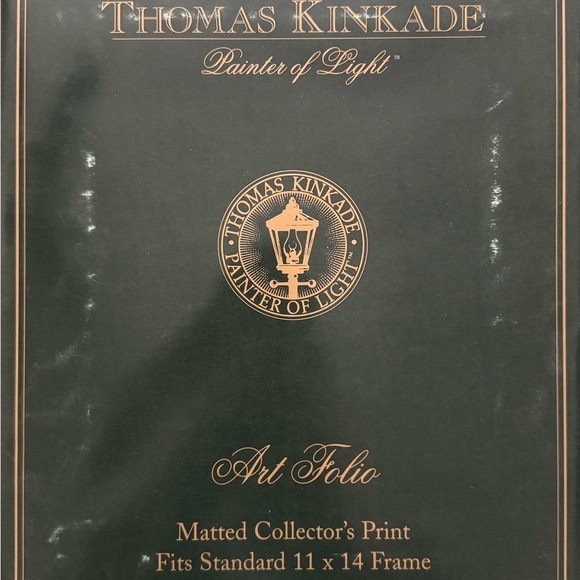 THOMAS KINKADE
Painter of Light™
THOMAS KINKADE
PAINTER OF LIGHT™
Art Folio
Matted Collector's Print
Fits Standard 11 x 14 Frame